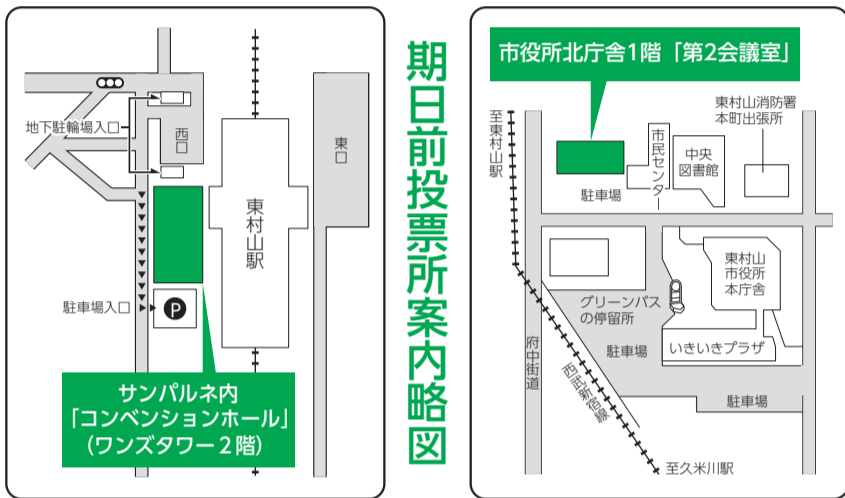 期日前投票所案内略図
地下駐輪場入口
西口
東口
東村山駅
駐車場入口
P
サンパルネ内
「コンベンションホール」
(ワンズタワー2階)
市役所北庁舎1階「第2会議室」
至東村山駅
市民センター
中央
図書館
東村山消防署
本町出張所
駐車場
東村山
市役所
本庁舎
グリーンバス
の停留所
駐車場
いきいきプラザ
府中街道
西武新宿線
駐車場
至久米川駅